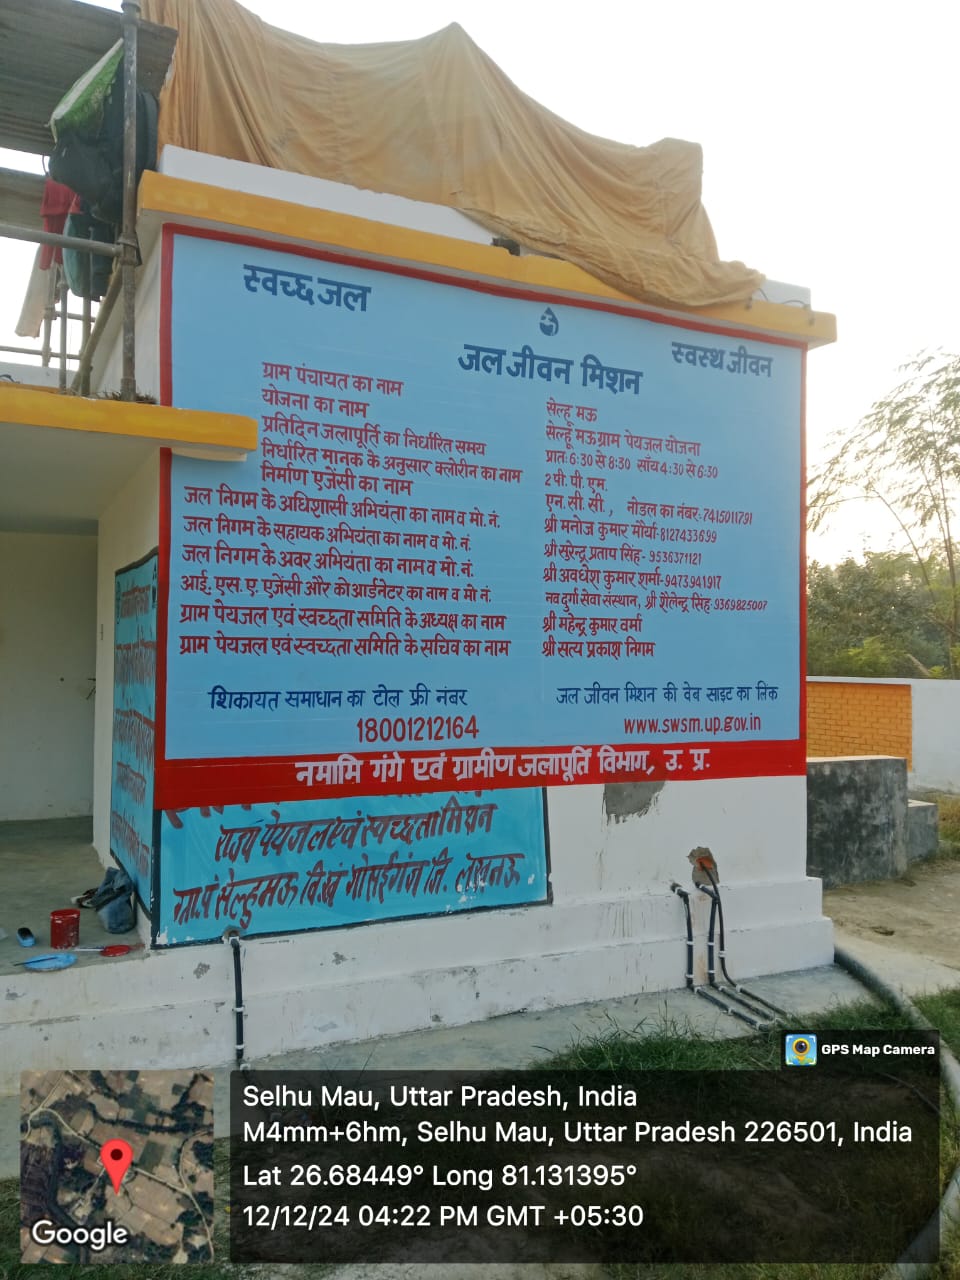 स्वच्छ जल
जल जीवन मिशन
स्वस्थ जीवन
ग्राम पंचायत का नाम सेल्हू मऊ
योजना का नाम सेल्हू मऊ ग्राम पेयजल योजना
प्रतिदिन जलापूर्ति का निर्धारित समय प्रातः 6:30 से 8:30 साँय 4:30 से 6:30
निर्धारित मानक के अनुसार क्लोरीन का नाम 2 पी. पी. एम.
निर्माण एजेंसी का नाम एन. सी. सी., नोडल का नंबर- 7415011791
जल निगम के अधिशासी अभियंता का नाम व मो. नं. श्री मनोज कुमार मौर्या-8127433699
जल निगम के सहायक अभियंता का नाम व मो. नं. श्री सुरेन्द्र प्रताप सिंह- 9536371121
जल निगम के अवर अभियंता का नाम व मो. नं. श्री अवधेश कुमार शर्मा-9473941917
आई. एस. ए. एजेंसी और कोआर्डनेटर का नाम व मो नं. नव दुर्गा सेवा संस्थान, श्री शैलेन्द्र सिंह-9369825007
ग्राम पेयजल एवं स्वच्छता समिति के अध्यक्ष का नाम श्री महेन्द्र कुमार वर्मा
ग्राम पेयजल एवं स्वच्छता समिति के सचिव का नाम श्री सत्य प्रकाश निगम
शिकायत समाधान का टोल फ्री नंबर
18001212164
जल जीवन मिशन की वेब साइट का लिंक
www.swsm.up.gov.in
नमामि गंगे एवं ग्रामीण जलापूर्ति विभाग, उ. प्र.
राज्य पेयजल एवं स्वच्छता मिशन
ग्रा.पं सेल्हुमऊ वि.खं गोसाईगंज जि. लखनऊ
GPS Map Camera
Selhu Mau, Uttar Pradesh, India
M4mm+6hm, Selhu Mau, Uttar Pradesh 226501, India
Lat 26.68449° Long 81.131395°
12/12/24 04:22 PM GMT +05:30
Google